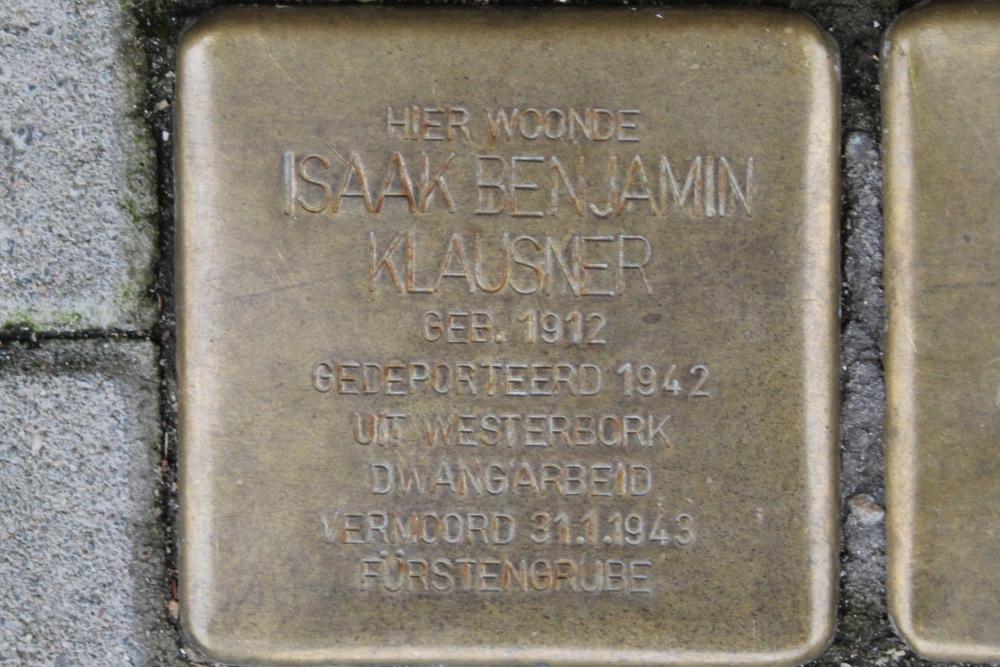 HIER WOONDE
ISAAK BENJAMIN
KLAUSNER
GEB. 1912
GEDEPORTEERD 1942
UIT WESTERBORK
DWANGARBEID
VERMOORD 31.1.1943
FÜRSTENGRUBE